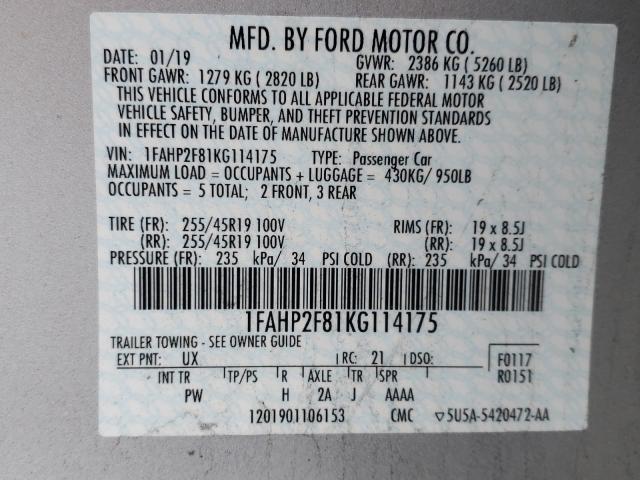 MFD. BY FORD MOTOR CO.
DATE: 01/19 GVWR: 2386 KG ( 5260 LB)
FRONT GAWR: 1279 KG ( 2820 LB) REAR GAWR: 1143 KG ( 2520 LB)
THIS VEHICLE CONFORMS TO ALL APPLICABLE FEDERAL MOTOR
VEHICLE SAFETY, BUMPER, AND THEFT PREVENTION STANDARDS
IN EFFECT ON THE DATE OF MANUFACTURE SHOWN ABOVE.
VIN: 1FAHP2F81KG114175 TYPE: Passenger Car
MAXIMUM LOAD = OCCUPANTS + LUGGAGE = 430KG/ 950LB
OCCUPANTS = 5 TOTAL; 2 FRONT, 3 REAR
TIRE (FR): 255/45R19 100V RIMS (FR): 19 x 8.5J
(RR): 255/45R19 100V (RR): 19 x 8.5J
PRESSURE (FR): 235 kPa/ 34 PSI COLD (RR): 235 kPa/ 34 PSI COLD
1FAHP2F81KG114175
TRAILER TOWING - SEE OWNER GUIDE
EXT PNT: UX RC: 21 DSO: F0117
INT TR TP/PS R AXLE TR SPR R0151
PW H 2A J AAAA
1201901106153 CMC ▽5U5A-5420472-AA